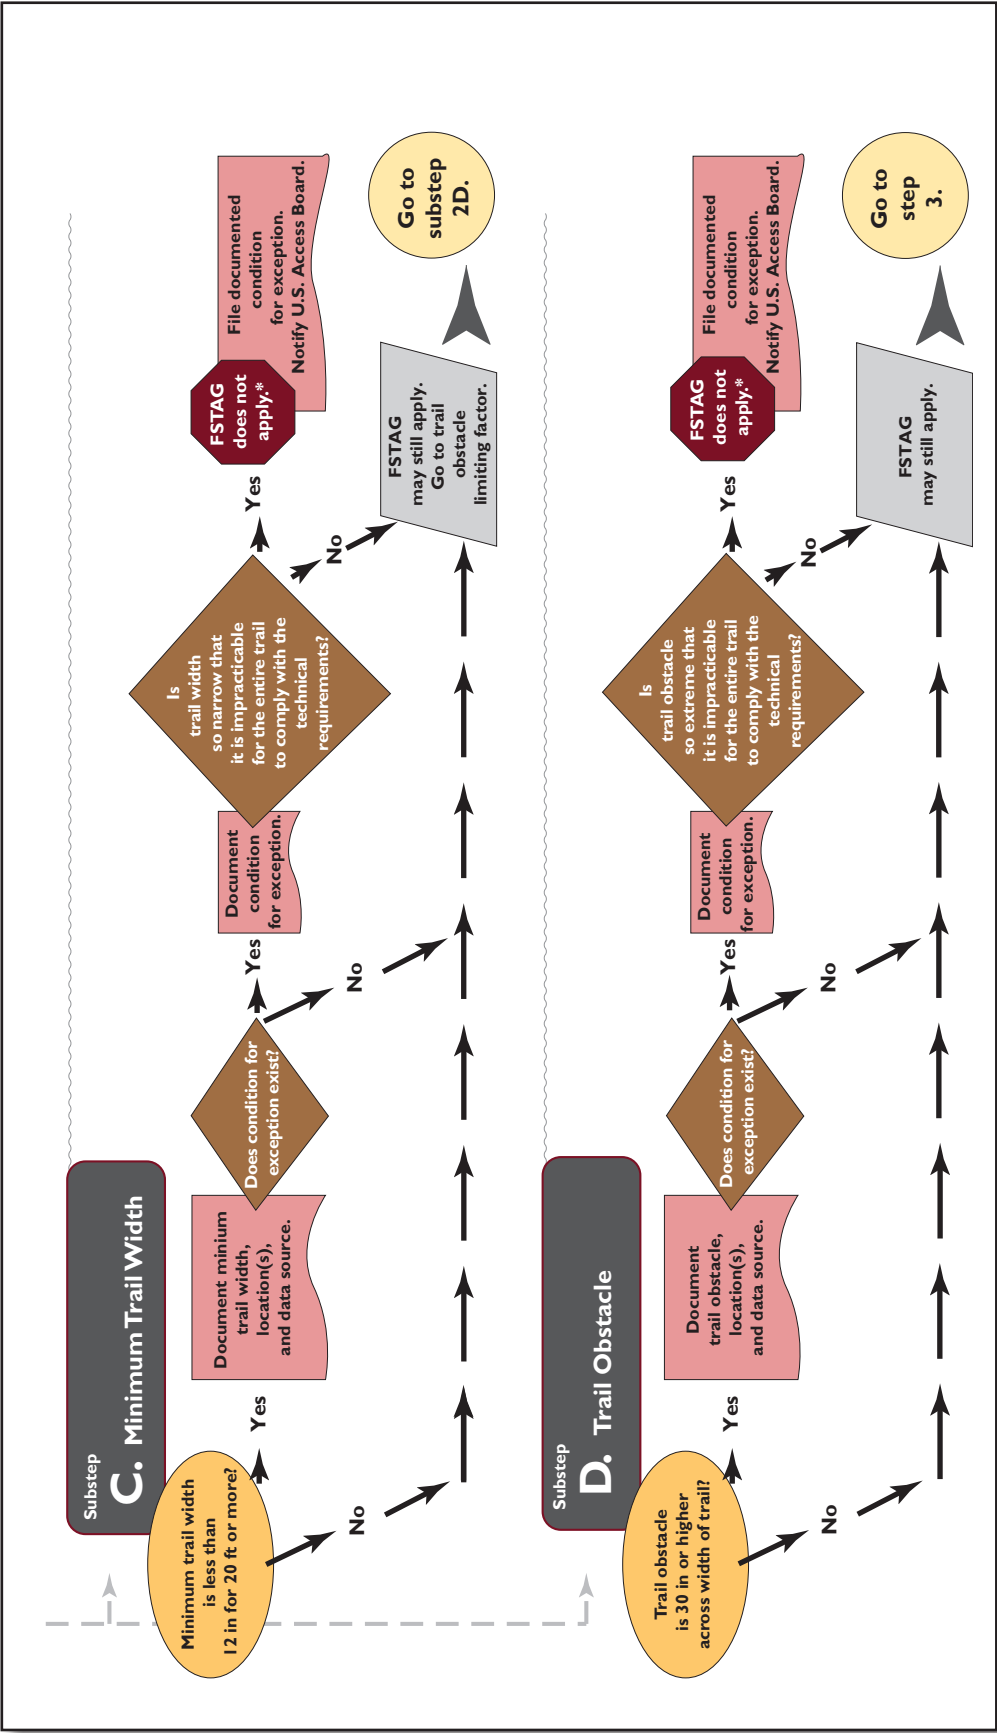 Substep
C. Minimum Trail Width
Minimum trail width
is less than
12 in for 20 ft or more?
Yes
No
Document minium
trail width,
location(s),
and data source.
Does condition for
exception exist?
Yes
No
Document
condition
for exception.
Is
trail width
so narrow that
it is impracticable
for the entire trail
to comply with the
technical
requirements?
Yes
No
FSTAG
does not
apply.*
File documented
condition
for exception.
Notify U.S. Access Board.
FSTAG
may still apply.
Go to trail
obstacle
limiting factor.
Go to
substep
2D.
Substep
D. Trail Obstacle
Trail obstacle
is 30 in or higher
across width of trail?
Yes
No
Document
trail obstacle,
location(s),
and data source.
Does condition for
exception exist?
Yes
No
Document
condition
for exception.
Is
trail obstacle
so extreme that
it is impracticable
for the entire trail
to comply with the
technical
requirements?
Yes
No
FSTAG
does not
apply.*
File documented
condition
for exception.
Notify U.S. Access Board.
FSTAG
may still apply.
Go to
step
3.